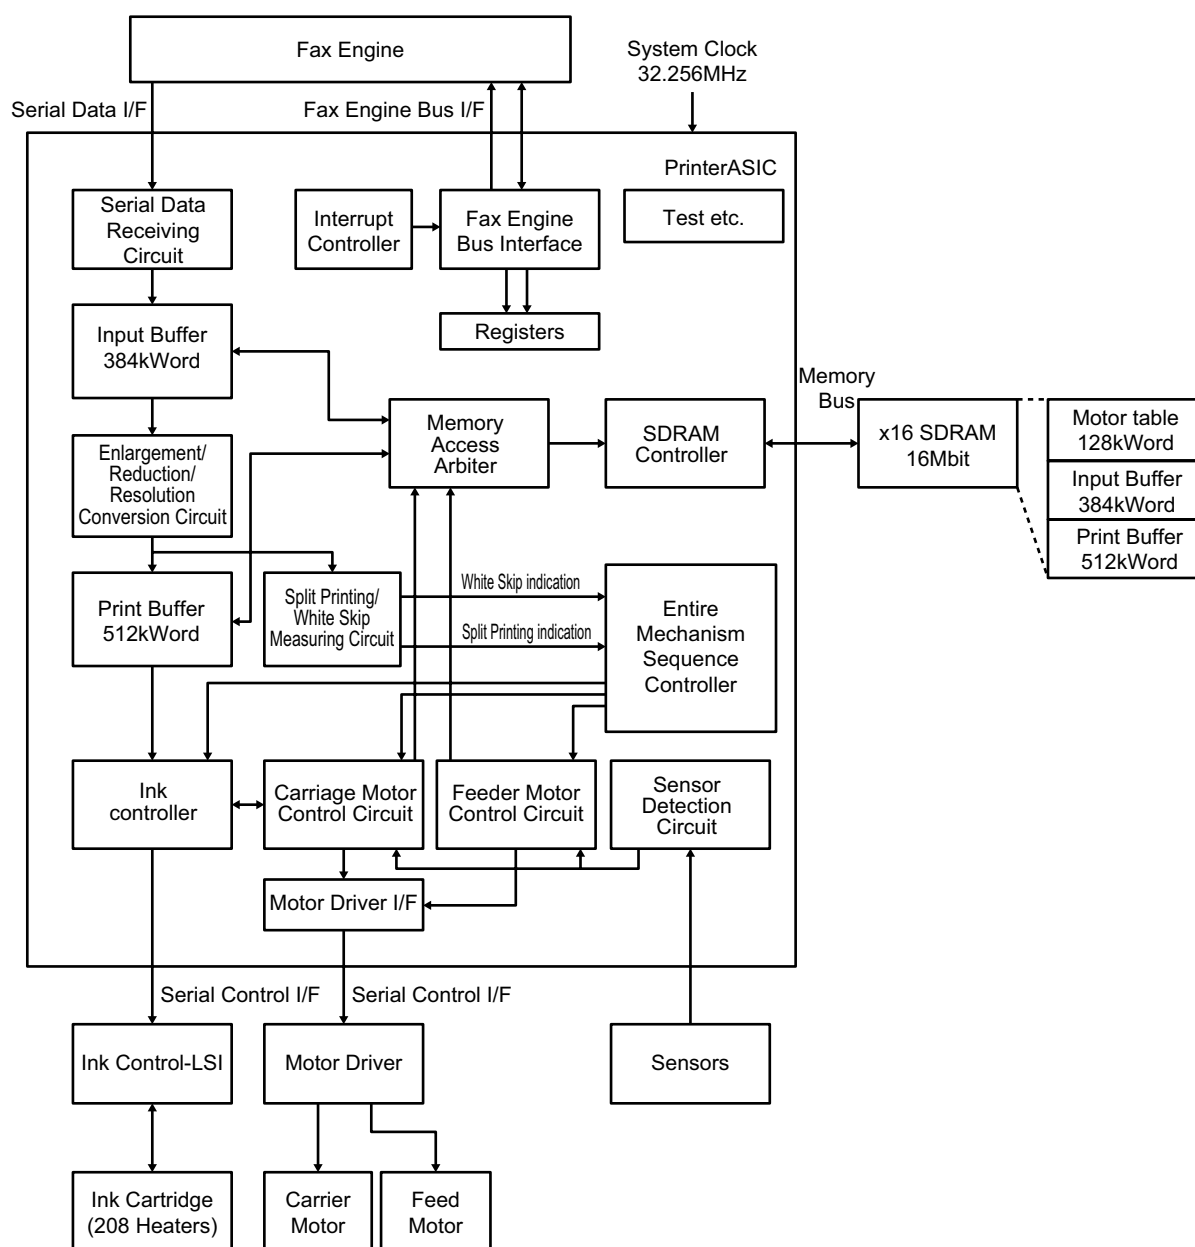 Fax Engine
System Clock
32.256MHz
Serial Data I/F
Fax Engine Bus I/F
PrinterASIC
Serial Data
Receiving
Circuit
Interrupt
Controller
Fax Engine
Bus Interface
Test etc.
Registers
Input Buffer
384kWord
Memory
Access
Arbiter
SDRAM
Controller
Memory
Bus
x16 SDRAM
16Mbit
Motor table
128kWord
Input Buffer
384kWord
Print Buffer
512kWord
Enlargement/
Reduction/
Resolution
Conversion Circuit
Print Buffer
512kWord
Split Printing/
White Skip
Measuring Circuit
White Skip indication
Split Printing indication
Entire
Mechanism
Sequence
Controller
Ink
controller
Carriage Motor
Control Circuit
Feeder Motor
Control Circuit
Sensor
Detection
Circuit
Motor Driver I/F
Serial Control I/F
Serial Control I/F
Ink Control-LSI
Motor Driver
Sensors
Ink Cartridge
(208 Heaters)
Carrier
Motor
Feed
Motor